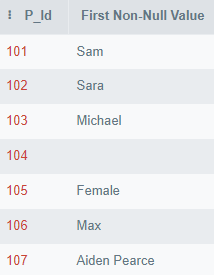 P_Id First Non-Null Value
101 Sam
102 Sara
103 Michael
104
105 Female
106 Max
107 Aiden Pearce